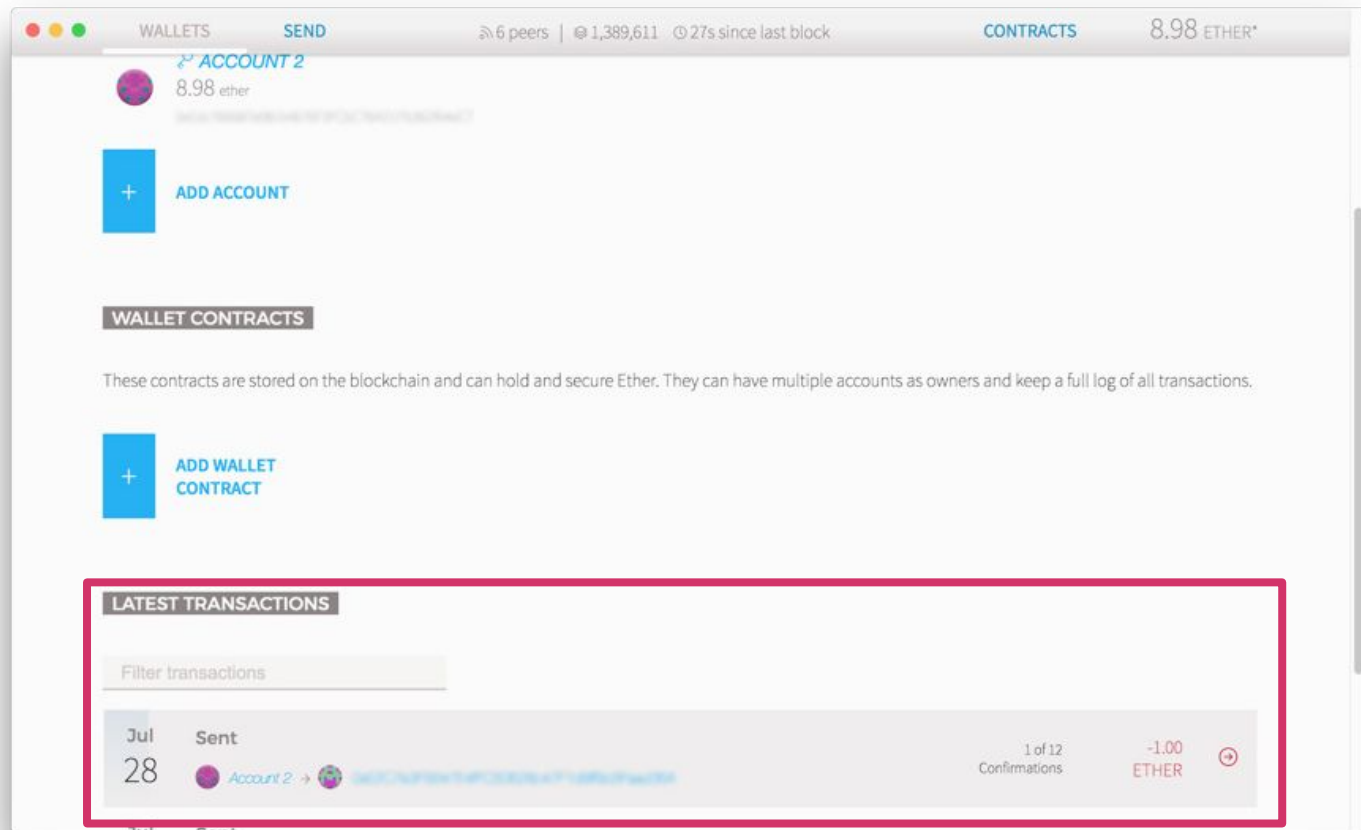 WALLETS SEND 6 peers | 1,389,611 27s since last block CONTRACTS 8.98 ETHER*
ACCOUNT 2
8.98 ether
+ ADD ACCOUNT
WALLET CONTRACTS
These contracts are stored on the blockchain and can hold and secure Ether. They can have multiple accounts as owners and keep a full log of all transactions.
+ ADD WALLET
CONTRACT
LATEST TRANSACTIONS
Filter transactions
Jul Sent 1 of 12 -1.00
28 Account 2 → Confirmations ETHER